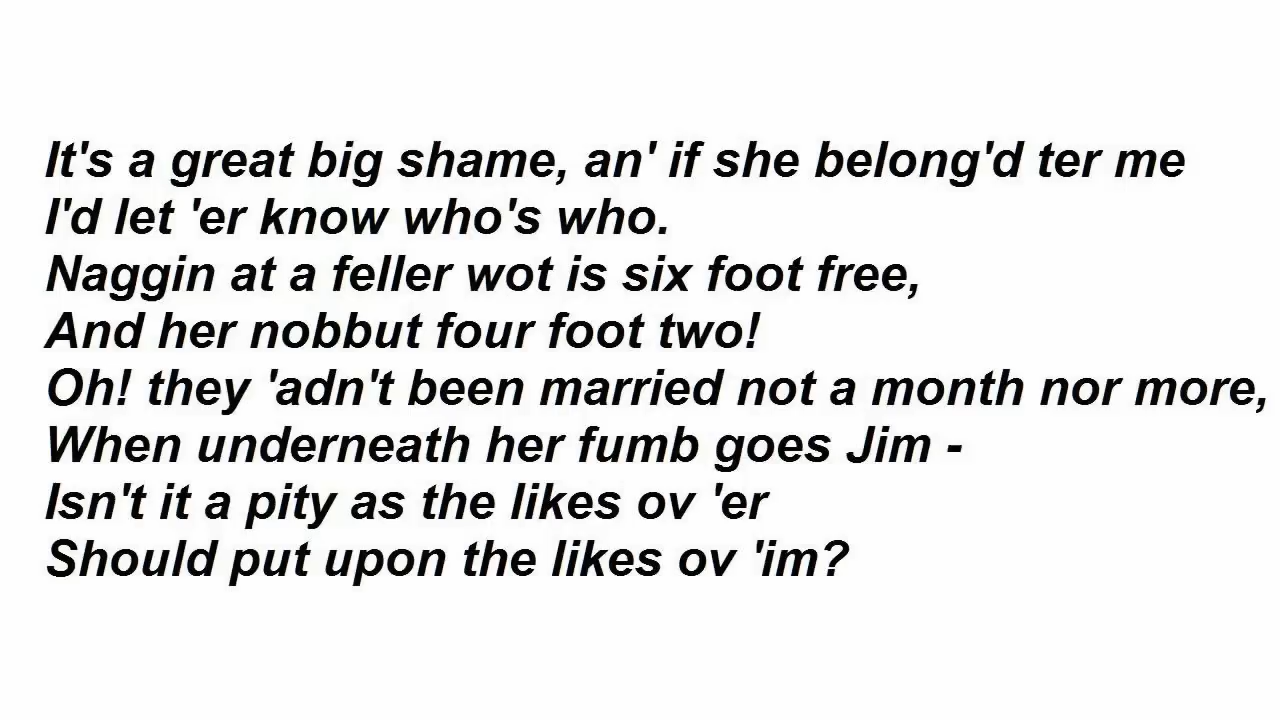 It's a great big shame, an' if she belong'd ter me
I'd let 'er know who's who.
Naggin at a feller wot is six foot free,
And her nobbut four foot two!
Oh! they 'adn't been married not a month nor more,
When underneath her fumb goes Jim -
Isn't it a pity as the likes ov 'er
Should put upon the likes ov 'im?